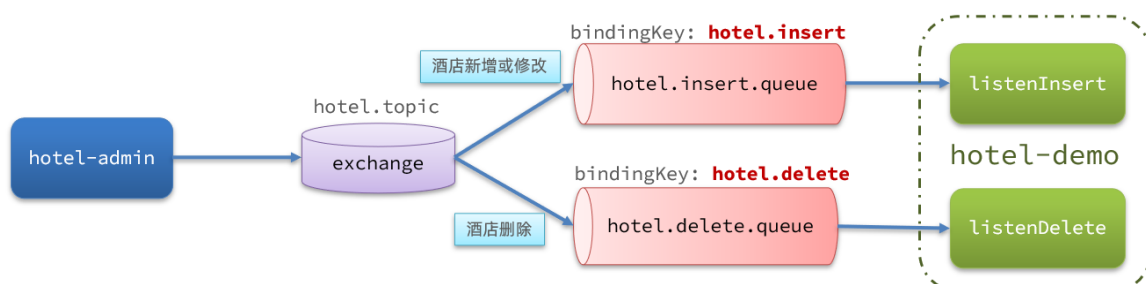 hotel-admin
hotel.topic
exchange
酒店新增或修改
酒店删除
bindingKey: hotel.insert
hotel.insert.queue
bindingKey: hotel.delete
hotel.delete.queue
listenInsert
hotel-demo
listenDelete